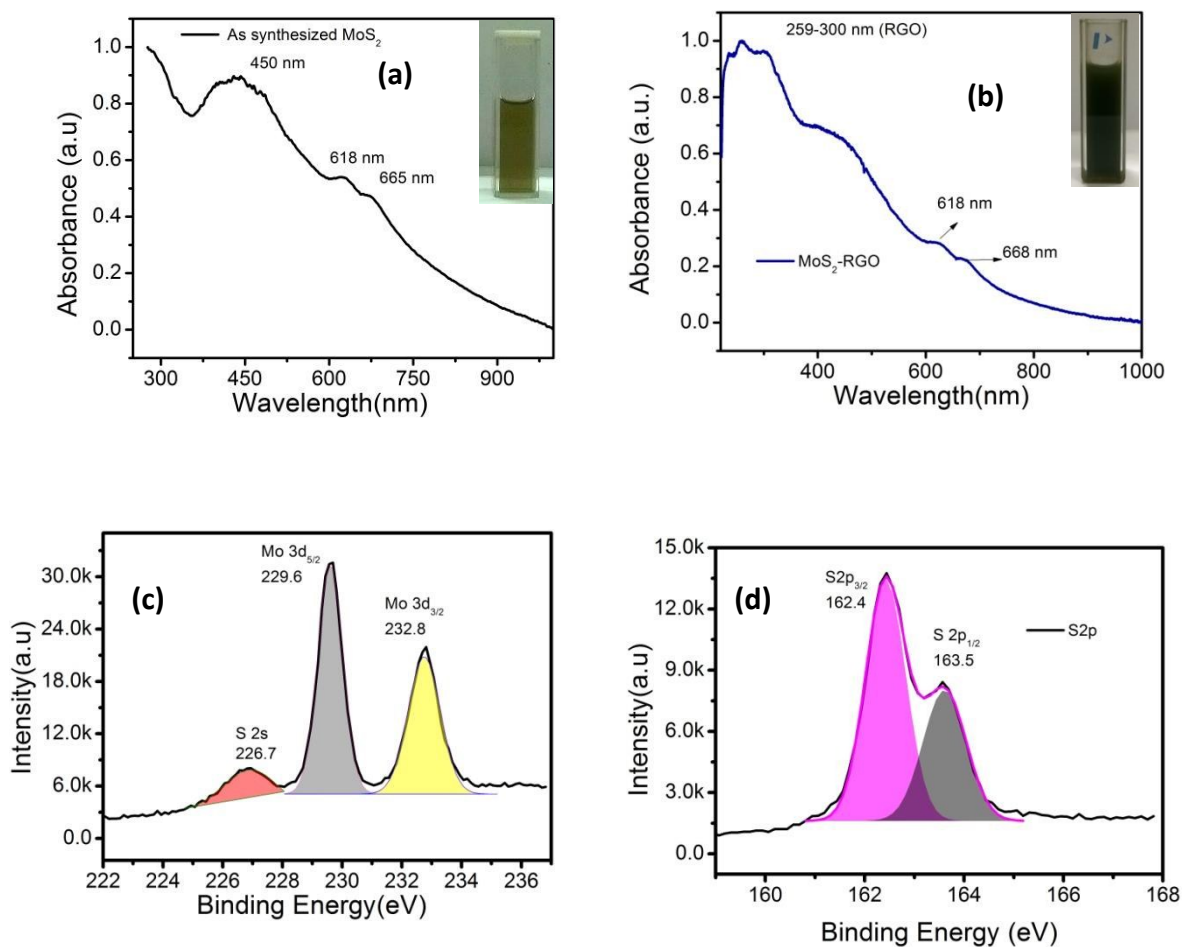 As synthesized MoS₂
(a)
450 nm
618 nm
665 nm
1.0
0.8
0.6
0.4
0.2
0.0
Absorbance (a.u)
300
450
600
750
900
Wavelength(nm)
259-300 nm (RGO)
(b)
618 nm
668 nm
MoS₂-RGO
1.0
0.8
0.6
0.4
0.2
0.0
Absorbance (a.u.)
400
600
800
1000
Wavelength(nm)
(c)
Mo 3d₅/₂
229.6
Mo 3d₃/₂
232.8
S 2s
226.7
30.0k
24.0k
18.0k
12.0k
6.0k
0.0
Intensity(a.u)
222
224
226
228
230
232
234
236
Binding Energy(eV)
(d)
S2p₃/₂
162.4
S 2p₁/₂
163.5
S2p
15.0k
12.0k
9.0k
6.0k
3.0k
0.0
Intensity(a.u)
160
162
164
166
168
Binding Energy (eV)